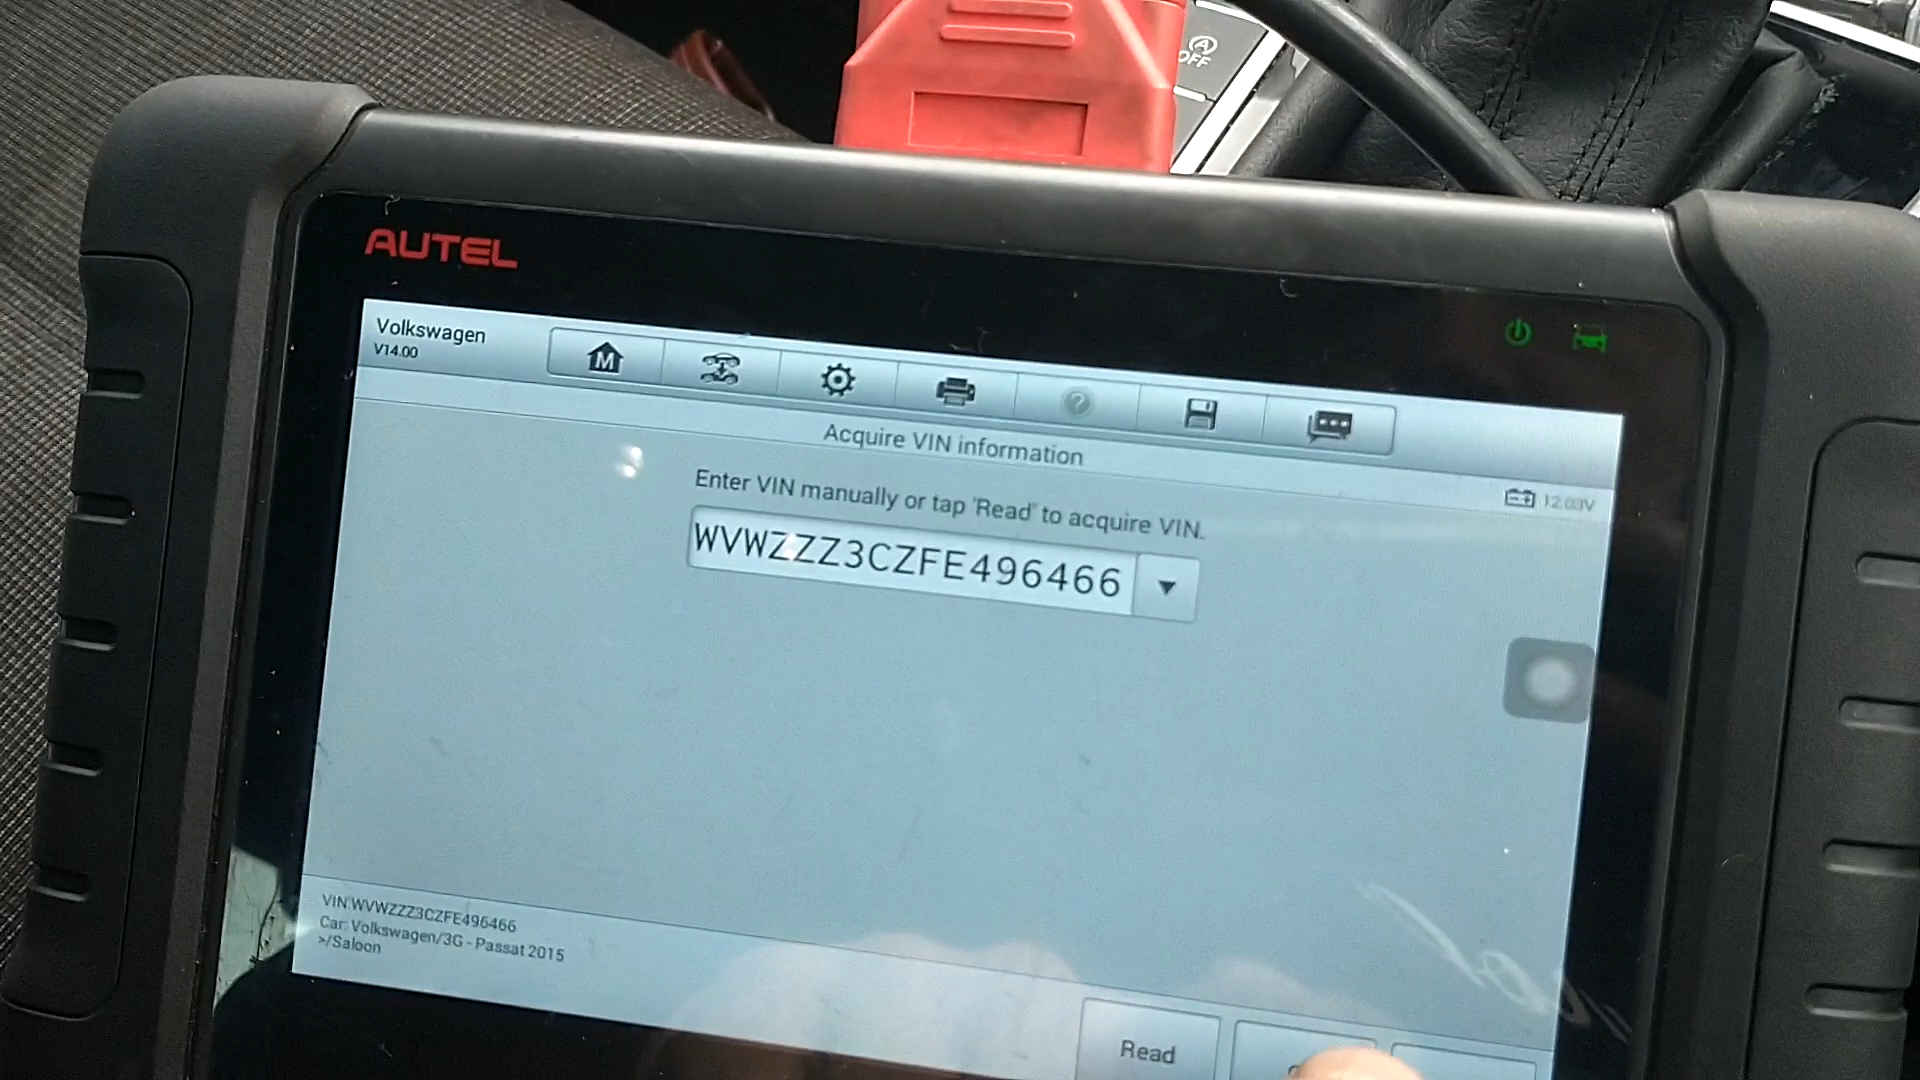 A
OFF
AUTEL
Volkswagen
V14.00
M
?
Acquire VIN information
12.03V
Enter VIN manually or tap 'Read' to acquire VIN.
WVWZZZ3CZFE496466
VIN:WVWZZZ3CZFE496466
Car: Volkswagen/3G - Passat 2015
>/Saloon
Read